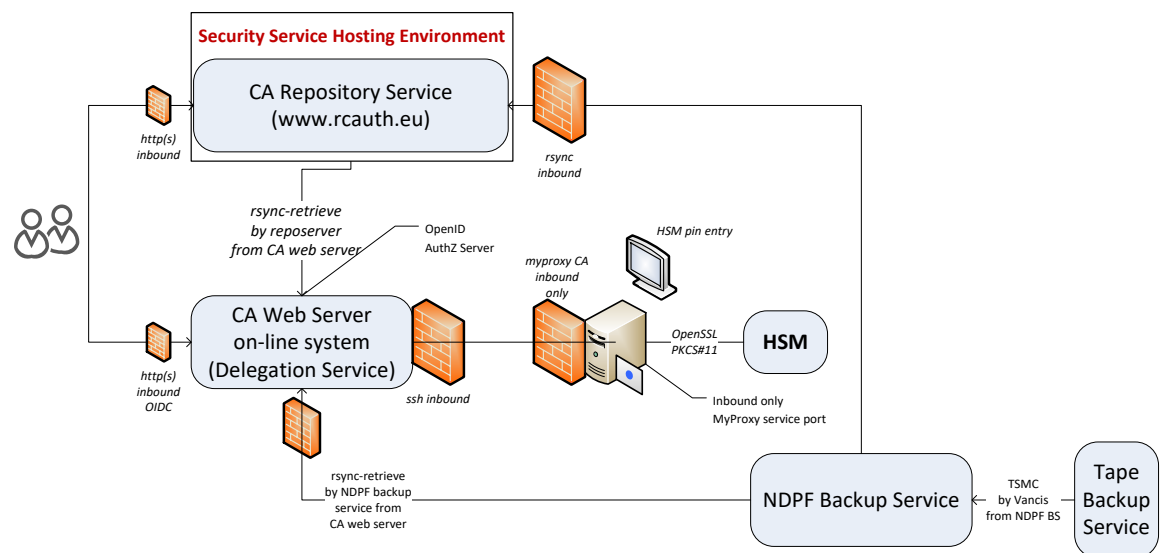 Security Service Hosting Environment
CA Repository Service
(www.rcauth.eu)
http(s)
inbound
rsync
inbound
rsync-retrieve
by reposerver
from CA web server
OpenID
AuthZ Server
HSM pin entry
myproxy CA
inbound
only
CA Web Server
on-line system
(Delegation Service)
OpenSSL
PKCS#11
HSM
http(s)
inbound
OIDC
ssh inbound
Inbound only
MyProxy service port
rsync-retrieve
by NDPF backup
service from
CA web server
NDPF Backup Service
TSMC
by Vancis
from NDPF BS
Tape
Backup
Service